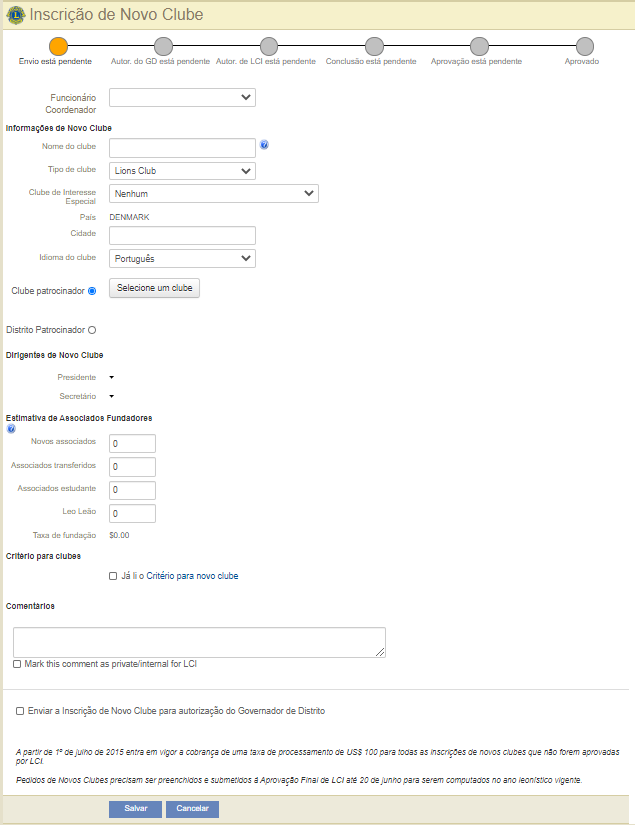 Inscrição de Novo Clube
Envio está pendente
Autor. do GD está pendente
Autor. de LCI está pendente
Conclusão está pendente
Aprovação está pendente
Aprovado
Funcionário
Coordenador
Informações de Novo Clube
Nome do clube
Tipo de clube
Lions Club
Clube de Interesse
Especial
Nenhum
País
DENMARK
Cidade
Idioma do clube
Português
Clube patrocinador
Selecione um clube
Distrito Patrocinador
Dirigentes de Novo Clube
Presidente
Secretário
Estimativa de Associados Fundadores
Novos associados
0
Associados transferidos
0
Associados estudante
0
Leo Leão
0
Taxa de fundação
$0.00
Critério para clubes
Já li o Critério para novo clube
Comentários
Mark this comment as private/internal for LCI
Enviar a Inscrição de Novo Clube para autorização do Governador de Distrito
A partir de 1º de julho de 2015 entra em vigor a cobrança de uma taxa de processamento de US$ 100 para todas as inscrições de novos clubes que não forem aprovadas
por LCI.
Pedidos de Novos Clubes precisam ser preenchidos e submetidos à Aprovação Final de LCI até 20 de junho para serem computados no ano leonístico vigente.
Salvar
Cancelar